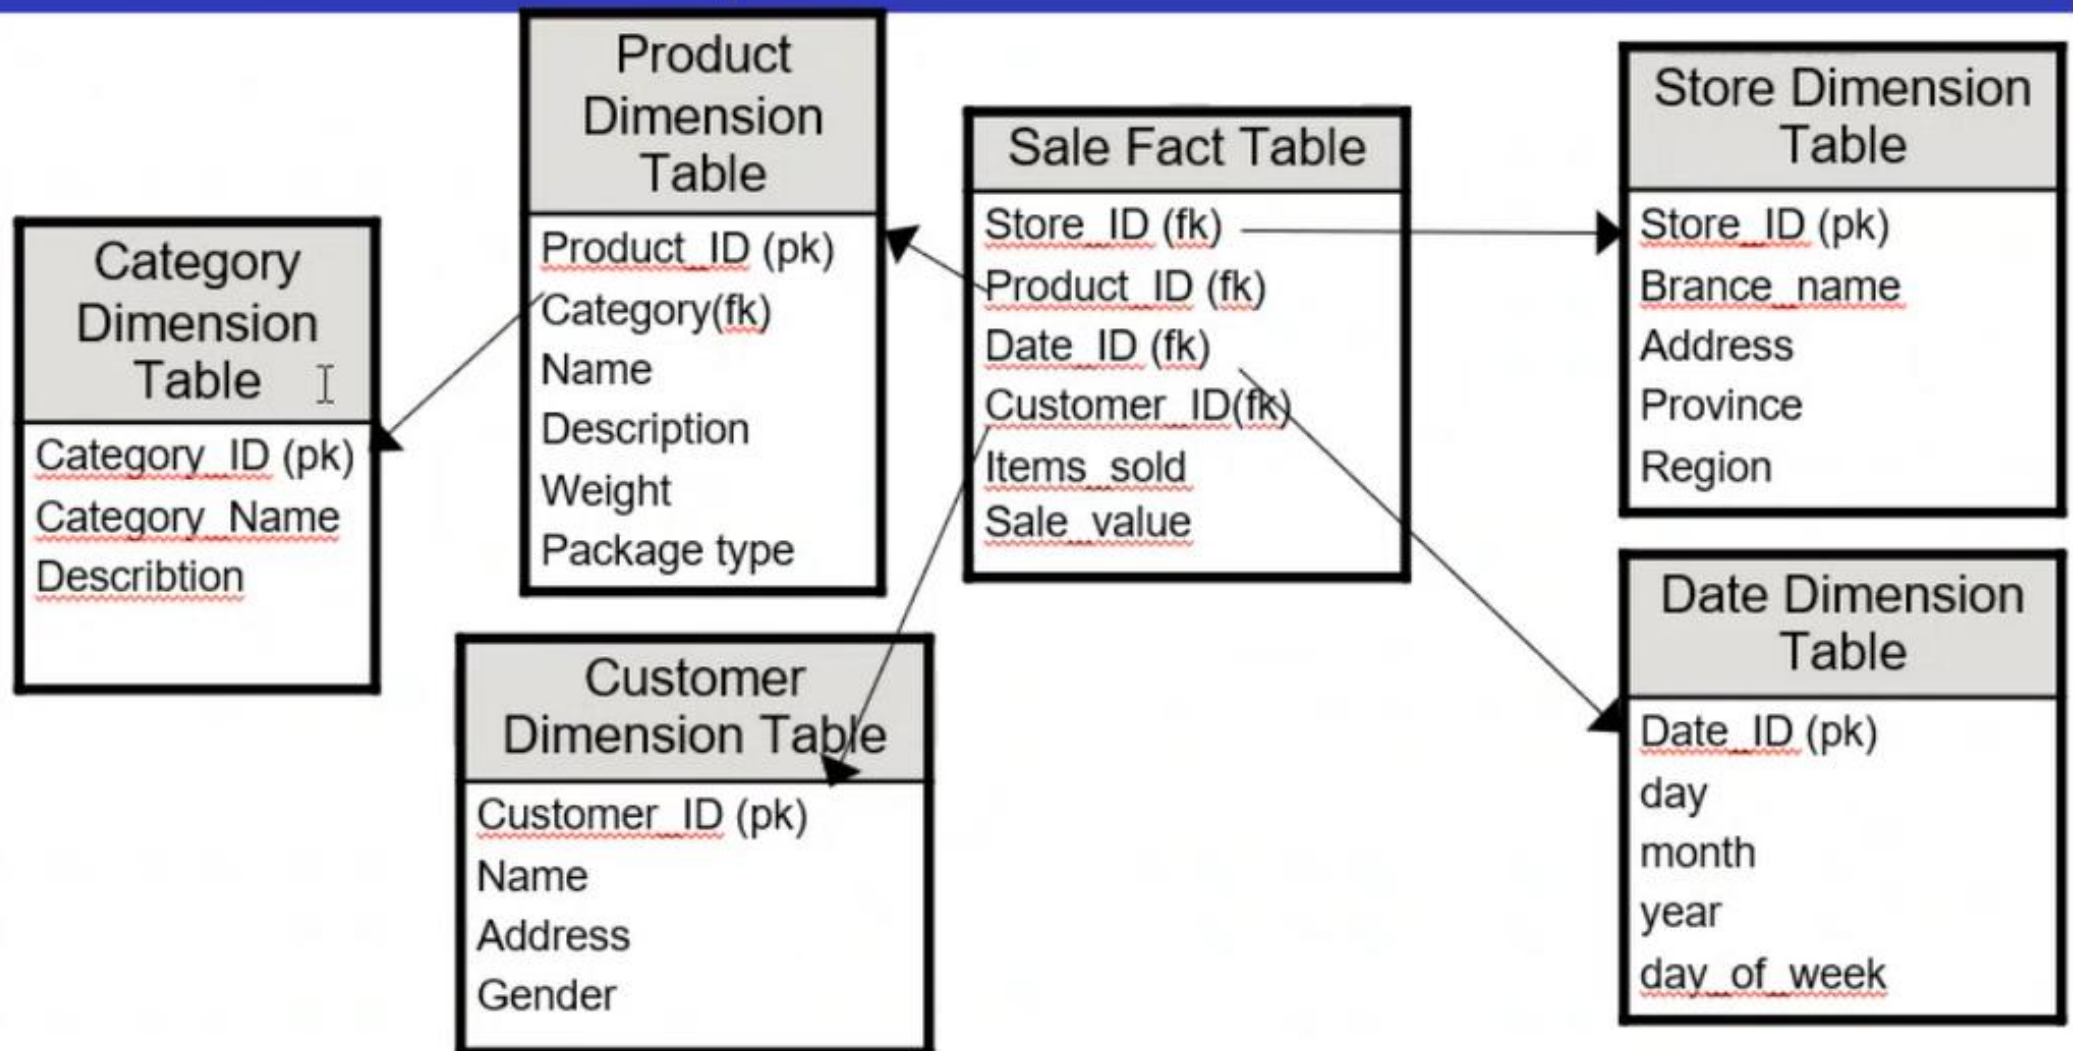 Category
Dimension
Table
Category_ID (pk)
Category_Name
Describtion
Product
Dimension
Table
Product_ID (pk)
Category(fk)
Name
Description
Weight
Package type
Sale Fact Table
Store_ID (fk)
Product_ID (fk)
Date_ID (fk)
Customer_ID(fk)
Items_sold
Sale_value
Store Dimension
Table
Store_ID (pk)
Brance_name
Address
Province
Region
Customer
Dimension Table
Customer_ID (pk)
Name
Address
Gender
Date Dimension
Table
Date_ID (pk)
day
month
year
day_of_week